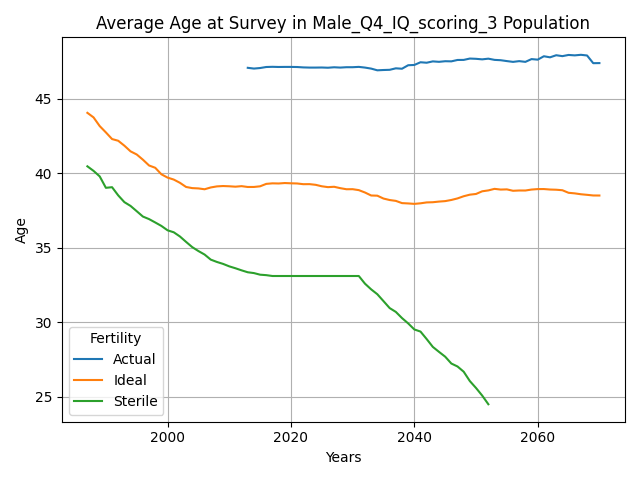 Average Age at Survey in Male_Q4_IQ_scoring_3 Population
Age
45
40
35
30
25
Fertility
Actual
Ideal
Sterile
2000 2020 2040 2060
Years